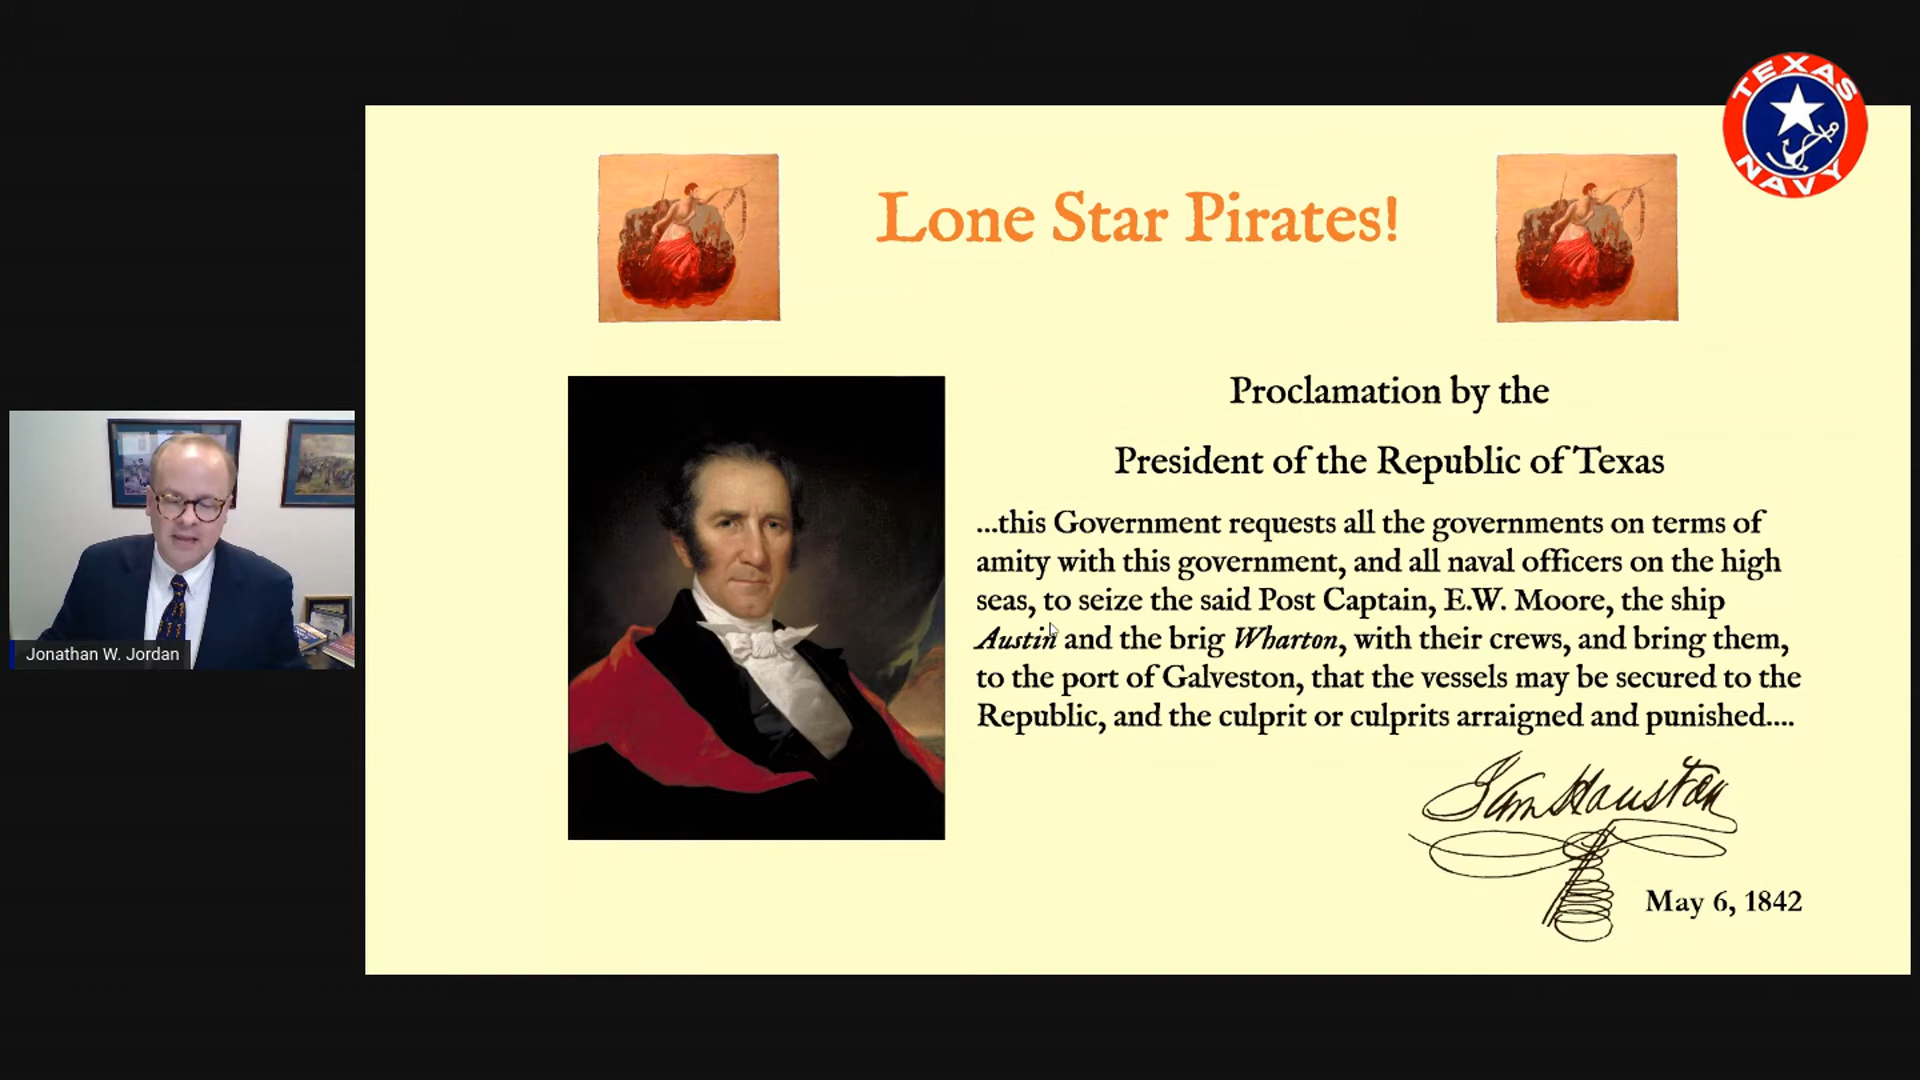 TEXAS
NAVY
Lone Star Pirates!
Proclamation by the
President of the Republic of Texas
...this Government requests all the governments on terms of
amity with this government, and all naval officers on the high
seas, to seize the said Post Captain, E.W. Moore, the ship
Austin and the brig Wharton, with their crews, and bring them,
to the port of Galveston, that the vessels may be secured to the
Republic, and the culprit or culprits arraigned and punished....
Sam Houston
May 6, 1842
Jonathan W. Jordan